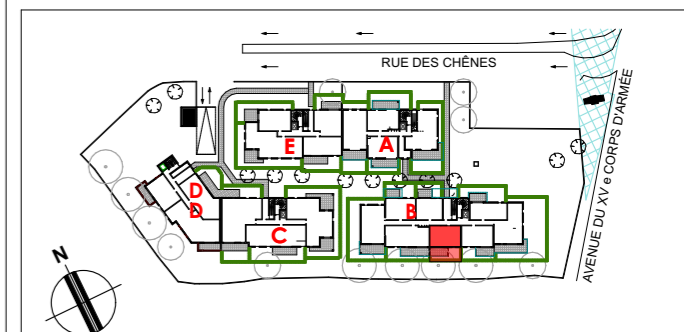 RUE DES CHÊNES
AVENUE DU XV e CORPS D'ARMÉE
E
A
D
D
B
C
N